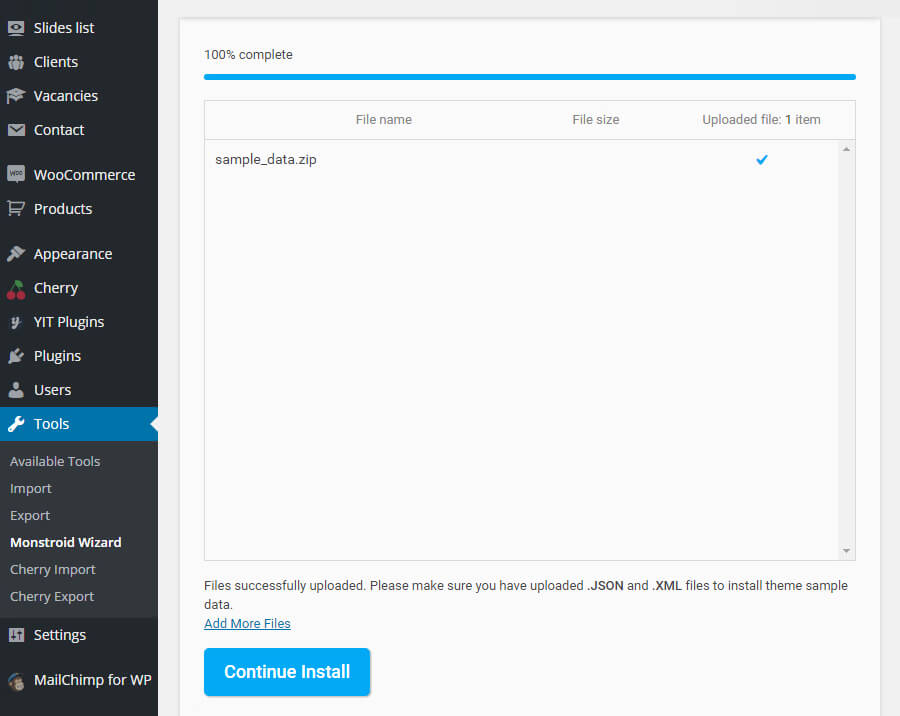 Slides list
Clients
Vacancies
Contact
WOO WooCommerce
Products
Appearance
Cherry
YIT Plugins
Plugins
Users
Tools
Available Tools
Import
Export
Monstroid Wizard
Cherry Import
Cherry Export
Settings
MailChimp for WP
100% complete
File name File size Uploaded file: 1 item
sample_data.zip
Files successfully uploaded. Please make sure you have uploaded .JSON and .XML files to install theme sample
data.
Add More Files
Continue Install